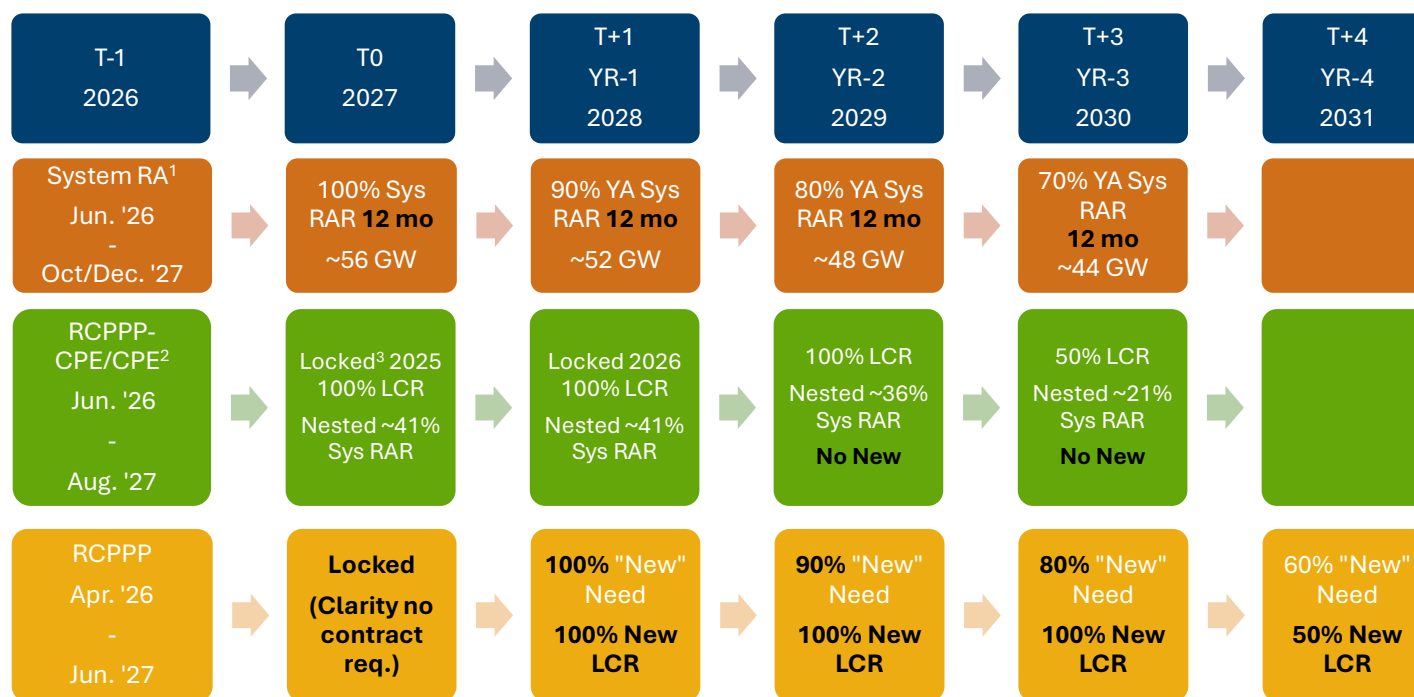 T-1
2026
T0
2027
T+1
YR-1
2028
T+2
YR-2
2029
T+3
YR-3
2030
T+4
YR-4
2031
System RA¹
Jun. '26
-
Oct/Dec. '27
100% Sys
RAR 12 mo
~56 GW
90% YA Sys
RAR 12 mo
~52 GW
80% YA Sys
RAR 12 mo
~48 GW
70% YA Sys
RAR
12 mo
~44 GW
RCPPP-
CPE/CPE²
Jun. '26
-
Aug. '27
Locked³ 2025
100% LCR
Nested ~41%
Sys RAR
Locked 2026
100% LCR
Nested ~41%
Sys RAR
100% LCR
Nested ~36%
Sys RAR
No New
50% LCR
Nested ~21%
Sys RAR
No New
RCPPP
Apr. '26
-
Jun. '27
Locked
(Clarity no
contract
req.)
100% "New"
Need
100% New
LCR
90% "New"
Need
100% New
LCR
80% "New"
Need
100% New
LCR
60% "New"
Need
50% New
LCR